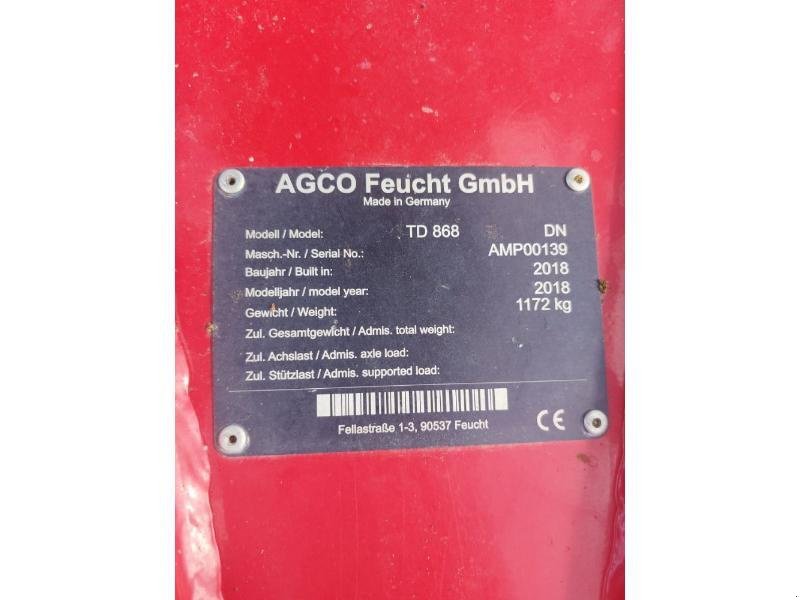 AGCO Feucht GmbH
Made in Germany
Modell / Model: TD 868 DN
Masch.-Nr. / Serial No.: AMP00139
Baujahr / Built in: 2018
Modelljahr / model year: 2018
Gewicht / Weight: 1172 kg
Zul. Gesamtgewicht / Admis. total weight:
Zul. Achslast / Admis. axle load:
Zul. Stützlast / Admis. supported load:
Fellastraße 1-3, 90537 Feucht
CE